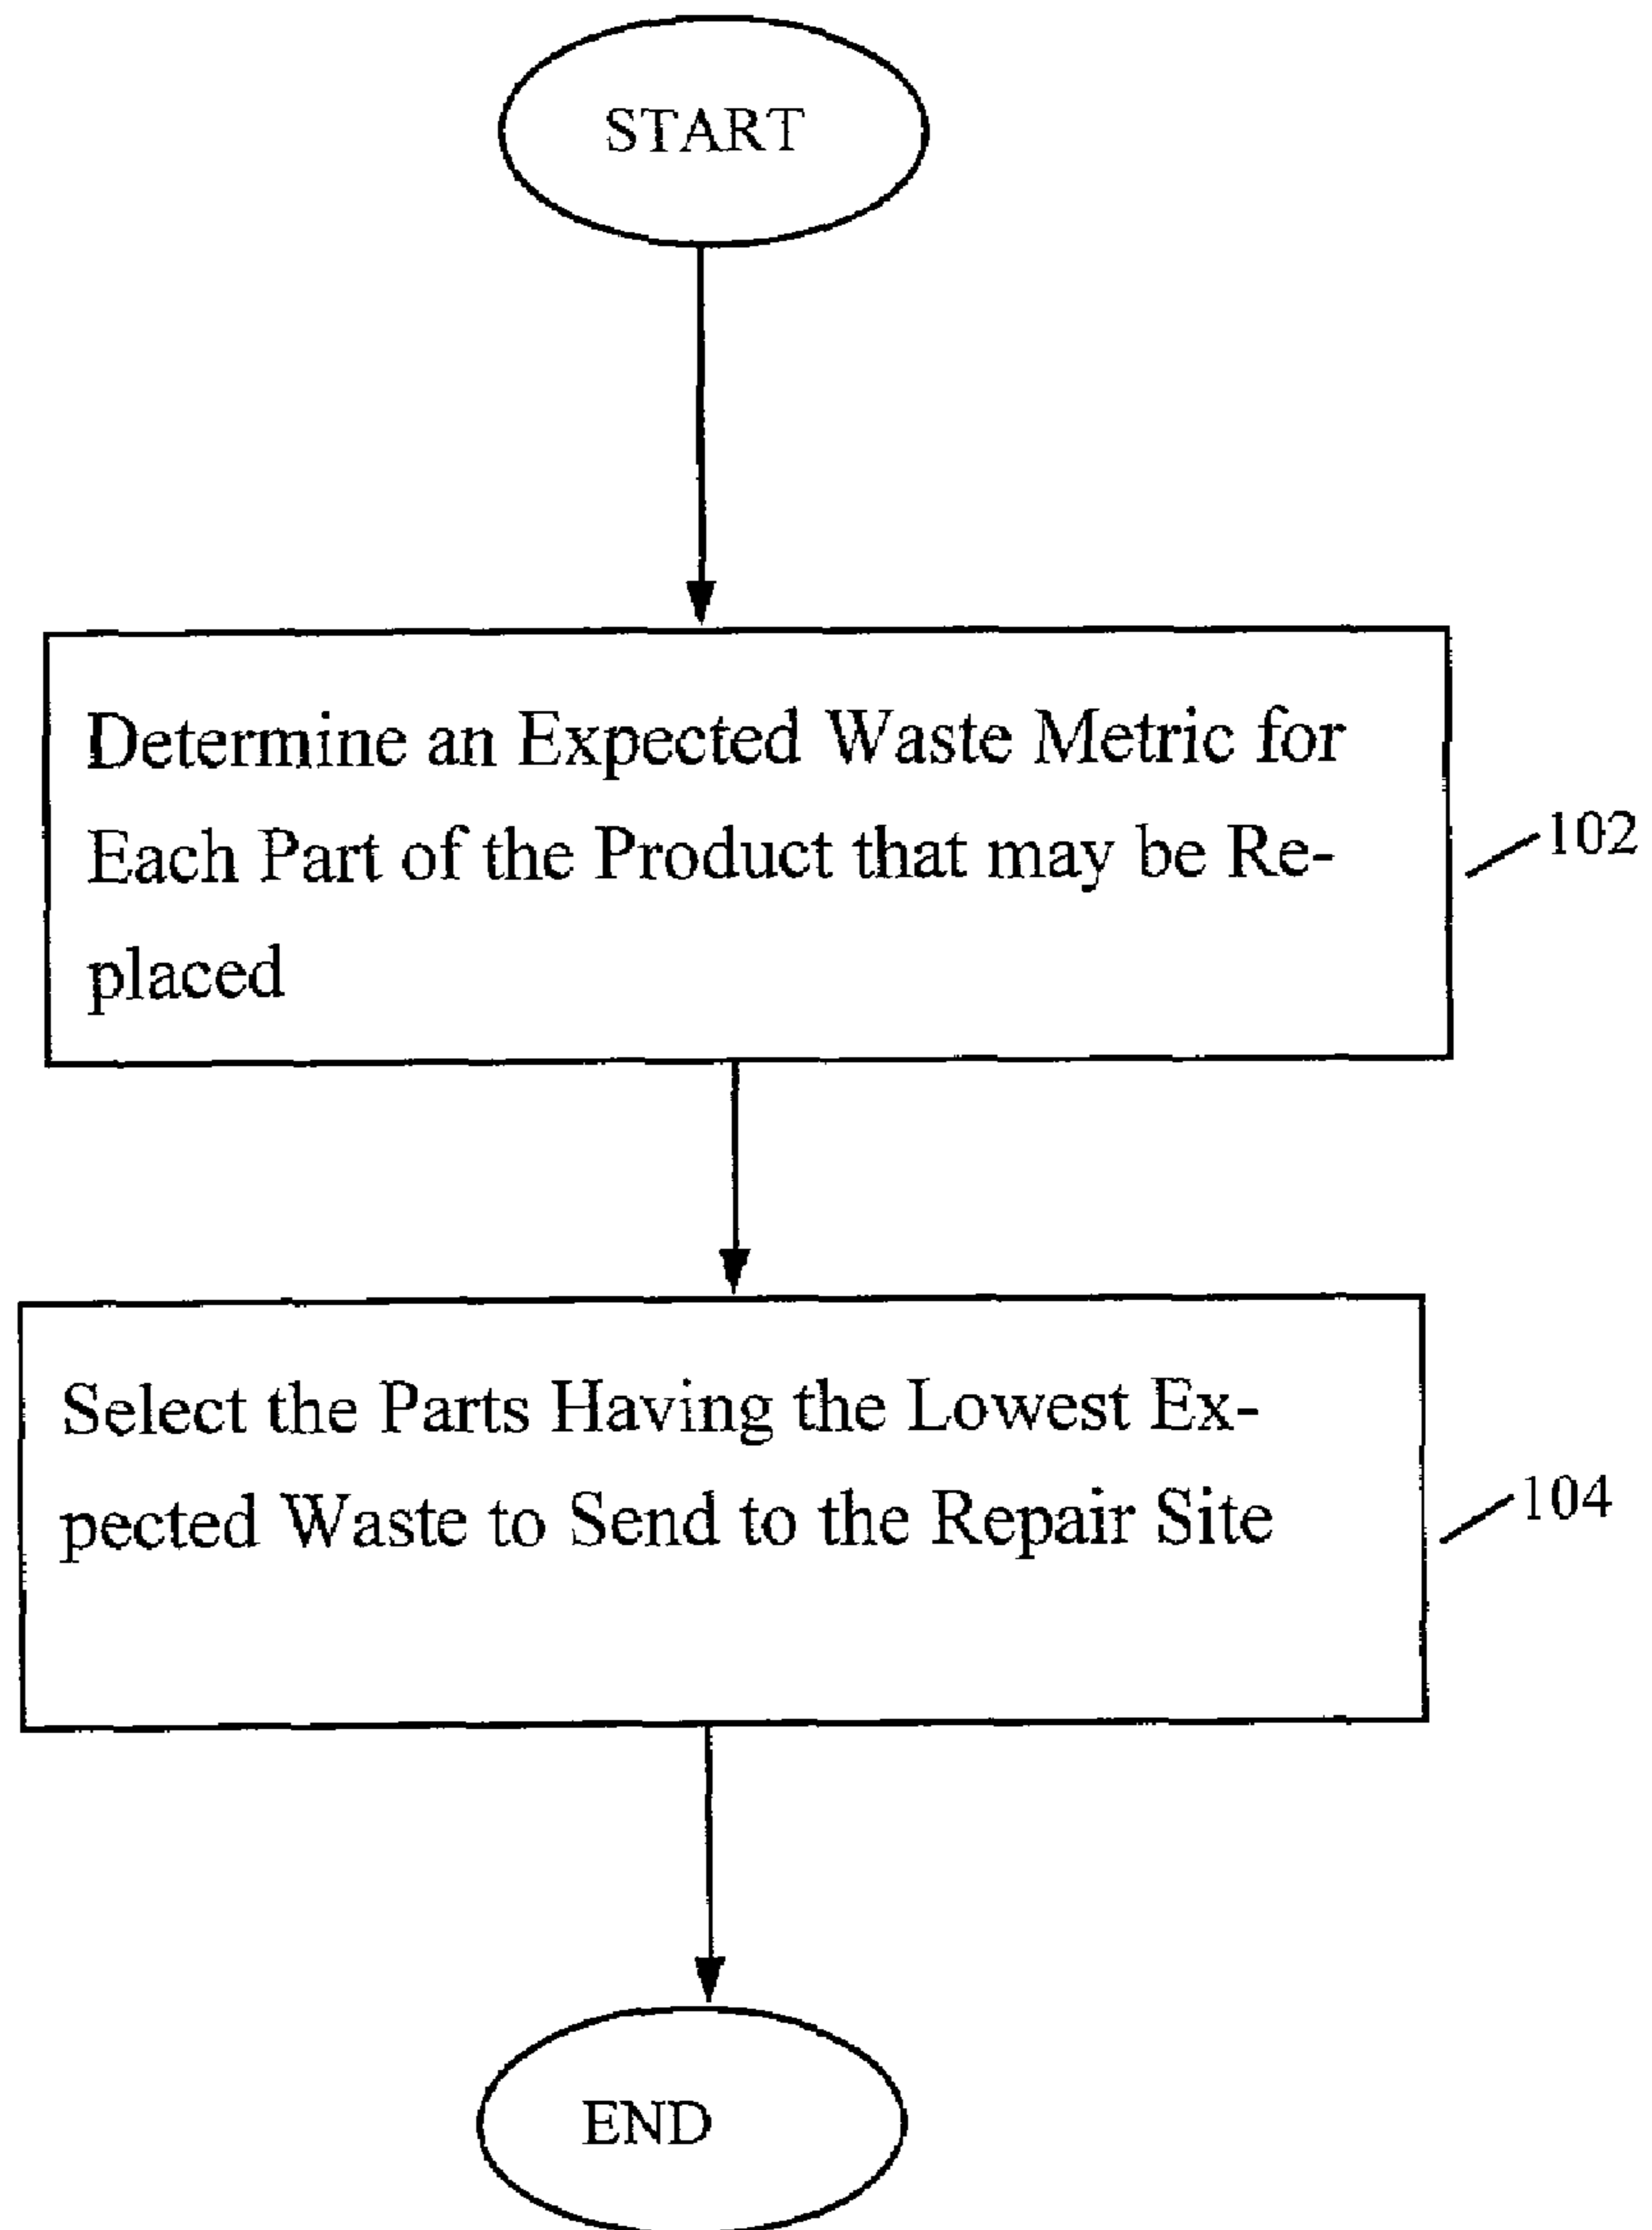 START
Determine an Expected Waste Metric for
Each Part of the Product that may be Re-
placed
102
Select the Parts Having the Lowest Ex-
pected Waste to Send to the Repair Site
104
END